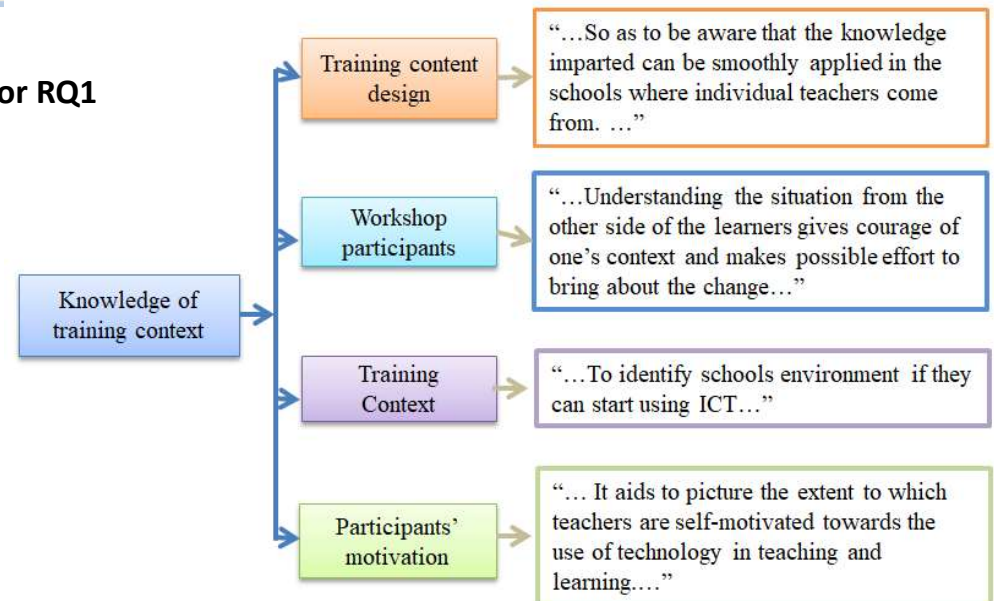 or RQ1
Knowledge of
training context
Training content
design
“…So as to be aware that the knowledge
imparted can be smoothly applied in the
schools where individual teachers come
from. …”
Workshop
participants
“…Understanding the situation from the
other side of the learners gives courage of
one’s context and makes possible effort to
bring about the change…”
Training
Context
“…To identify schools environment if they
can start using ICT…”
Participants’
motivation
“… It aids to picture the extent to which
teachers are self-motivated towards the
use of technology in teaching and
learning.…”